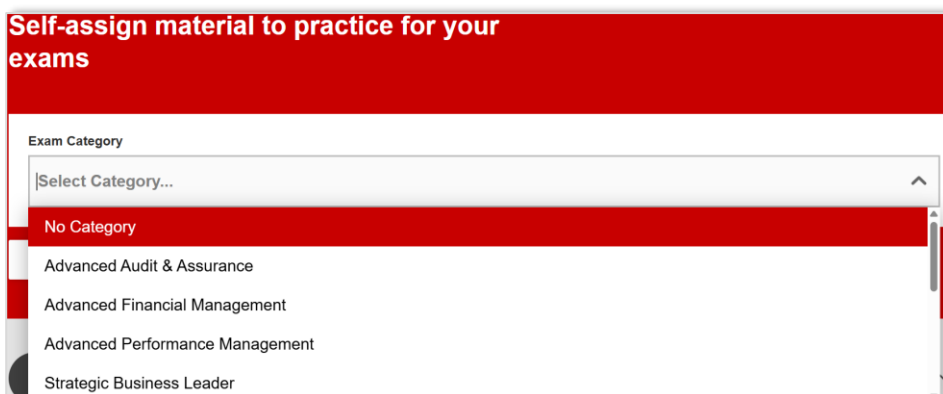 Self-assign material to practice for your
exams
Exam Category
Select Category...
No Category
Advanced Audit & Assurance
Advanced Financial Management
Advanced Performance Management
Strategic Business Leader